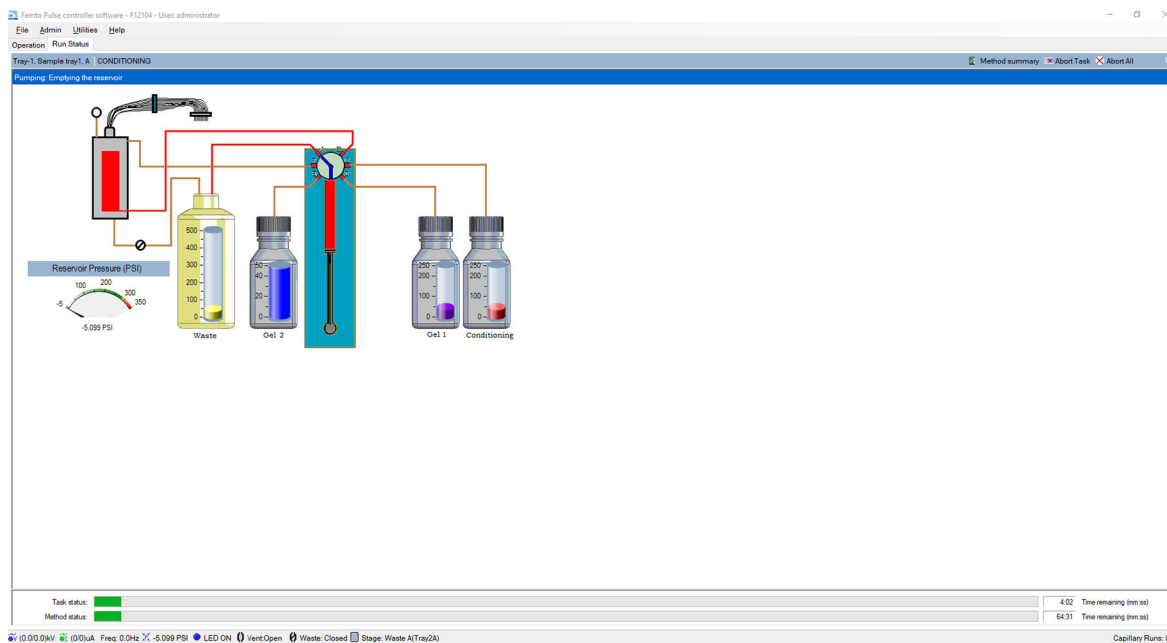 Femto Pulse controller software - F12104 - User: administrator
File Admin Utilities Help
Operation Run Status
Tray-1, Sample tray1, A CONDITIONING Method summary Abort Task Abort All
Pumping: Emptying the reservoir
Reservoir Pressure (PSI)
100 200 300
-5 350
-5.099 PSI
500
400
300
200
100
0
Waste
50
40
20
0
Gel 2
250
200
100
0
Gel 1
250
200
100
0
Conditioning
Task status: 4:02 Time remaining (mm:ss)
Method status: 64:31 Time remaining (mm:ss)
(0.0/0.0)kV (0/0)uA Freq: 0.0Hz -5.099 PSI LED ON Vent:Open Waste: Closed Stage: Waste A(Tray2A) Capillary Runs: